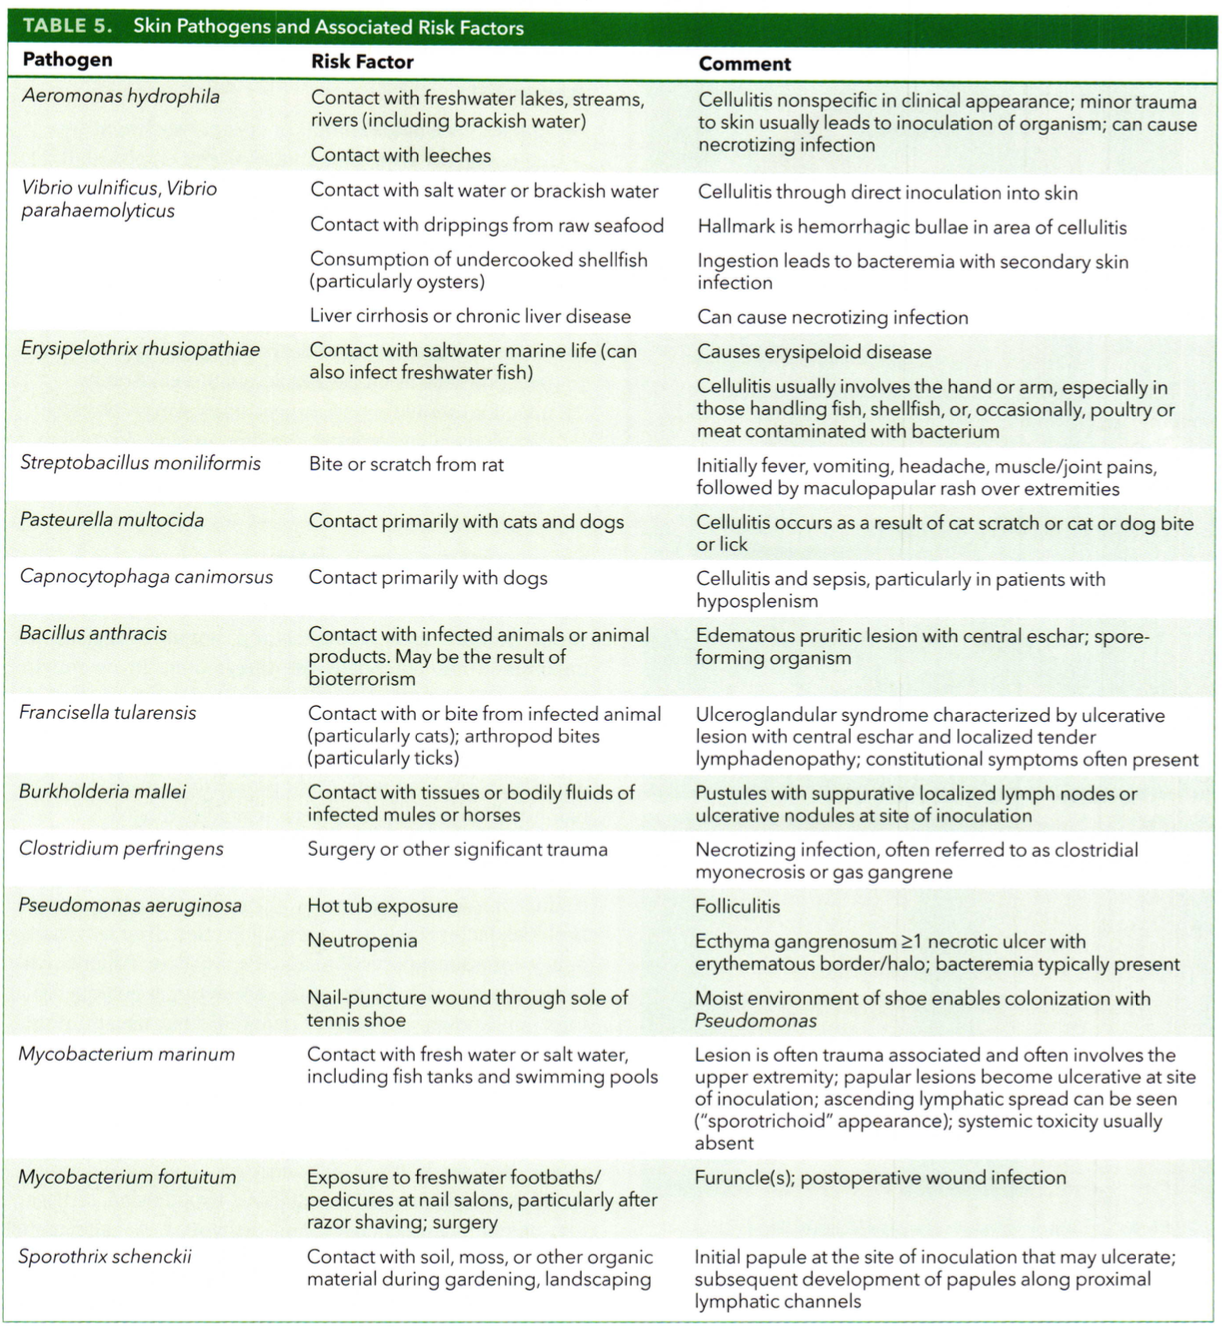 TABLE 5. Skin Pathogens and Associated Risk Factors
Pathogen Risk Factor Comment
Aeromonas hydrophila
Contact with freshwater lakes, streams,
rivers (including brackish water)
Contact with leeches
Cellulitis nonspecific in clinical appearance; minor trauma
to skin usually leads to inoculation of organism; can cause
necrotizing infection
Vibrio vulnificus, Vibrio
parahaemolyticus
Contact with salt water or brackish water
Cellulitis through direct inoculation into skin
Contact with drippings from raw seafood
Hallmark is hemorrhagic bullae in area of cellulitis
Consumption of undercooked shellfish
(particularly oysters)
Ingestion leads to bacteremia with secondary skin
infection
Liver cirrhosis or chronic liver disease
Can cause necrotizing infection
Erysipelothrix rhusiopathiae
Contact with saltwater marine life (can
also infect freshwater fish)
Causes erysipeloid disease
Cellulitis usually involves the hand or arm, especially in
those handling fish, shellfish, or, occasionally, poultry or
meat contaminated with bacterium
Streptobacillus moniliformis
Bite or scratch from rat
Initially fever, vomiting, headache, muscle/joint pains,
followed by maculopapular rash over extremities
Pasteurella multocida
Contact primarily with cats and dogs
Cellulitis occurs as a result of cat scratch or cat or dog bite
or lick
Capnocytophaga canimorsus
Contact primarily with dogs
Cellulitis and sepsis, particularly in patients with
hyposplenism
Bacillus anthracis
Contact with infected animals or animal
products. May be the result of
bioterrorism
Edematous pruritic lesion with central eschar; spore-
forming organism
Francisella tularensis
Contact with or bite from infected animal
(particularly cats); arthropod bites
(particularly ticks)
Ulceroglandular syndrome characterized by ulcerative
lesion with central eschar and localized tender
lymphadenopathy; constitutional symptoms often present
Burkholderia mallei
Contact with tissues or bodily fluids of
infected mules or horses
Pustules with suppurative localized lymph nodes or
ulcerative nodules at site of inoculation
Clostridium perfringens
Surgery or other significant trauma
Necrotizing infection, often referred to as clostridial
myonecrosis or gas gangrene
Pseudomonas aeruginosa
Hot tub exposure
Folliculitis
Neutropenia
Ecthyma gangrenosum ≥1 necrotic ulcer with
erythematous border/halo; bacteremia typically present
Nail-puncture wound through sole of
tennis shoe
Moist environment of shoe enables colonization with
Pseudomonas
Mycobacterium marinum
Contact with fresh water or salt water,
including fish tanks and swimming pools
Lesion is often trauma associated and often involves the
upper extremity; papular lesions become ulcerative at site
of inoculation; ascending lymphatic spread can be seen
("sporotrichoid" appearance); systemic toxicity usually
absent
Mycobacterium fortuitum
Exposure to freshwater footbaths/
pedicures at nail salons, particularly after
razor shaving; surgery
Furuncle(s); postoperative wound infection
Sporothrix schenckii
Contact with soil, moss, or other organic
material during gardening, landscaping
Initial papule at the site of inoculation that may ulcerate;
subsequent development of papules along proximal
lymphatic channels